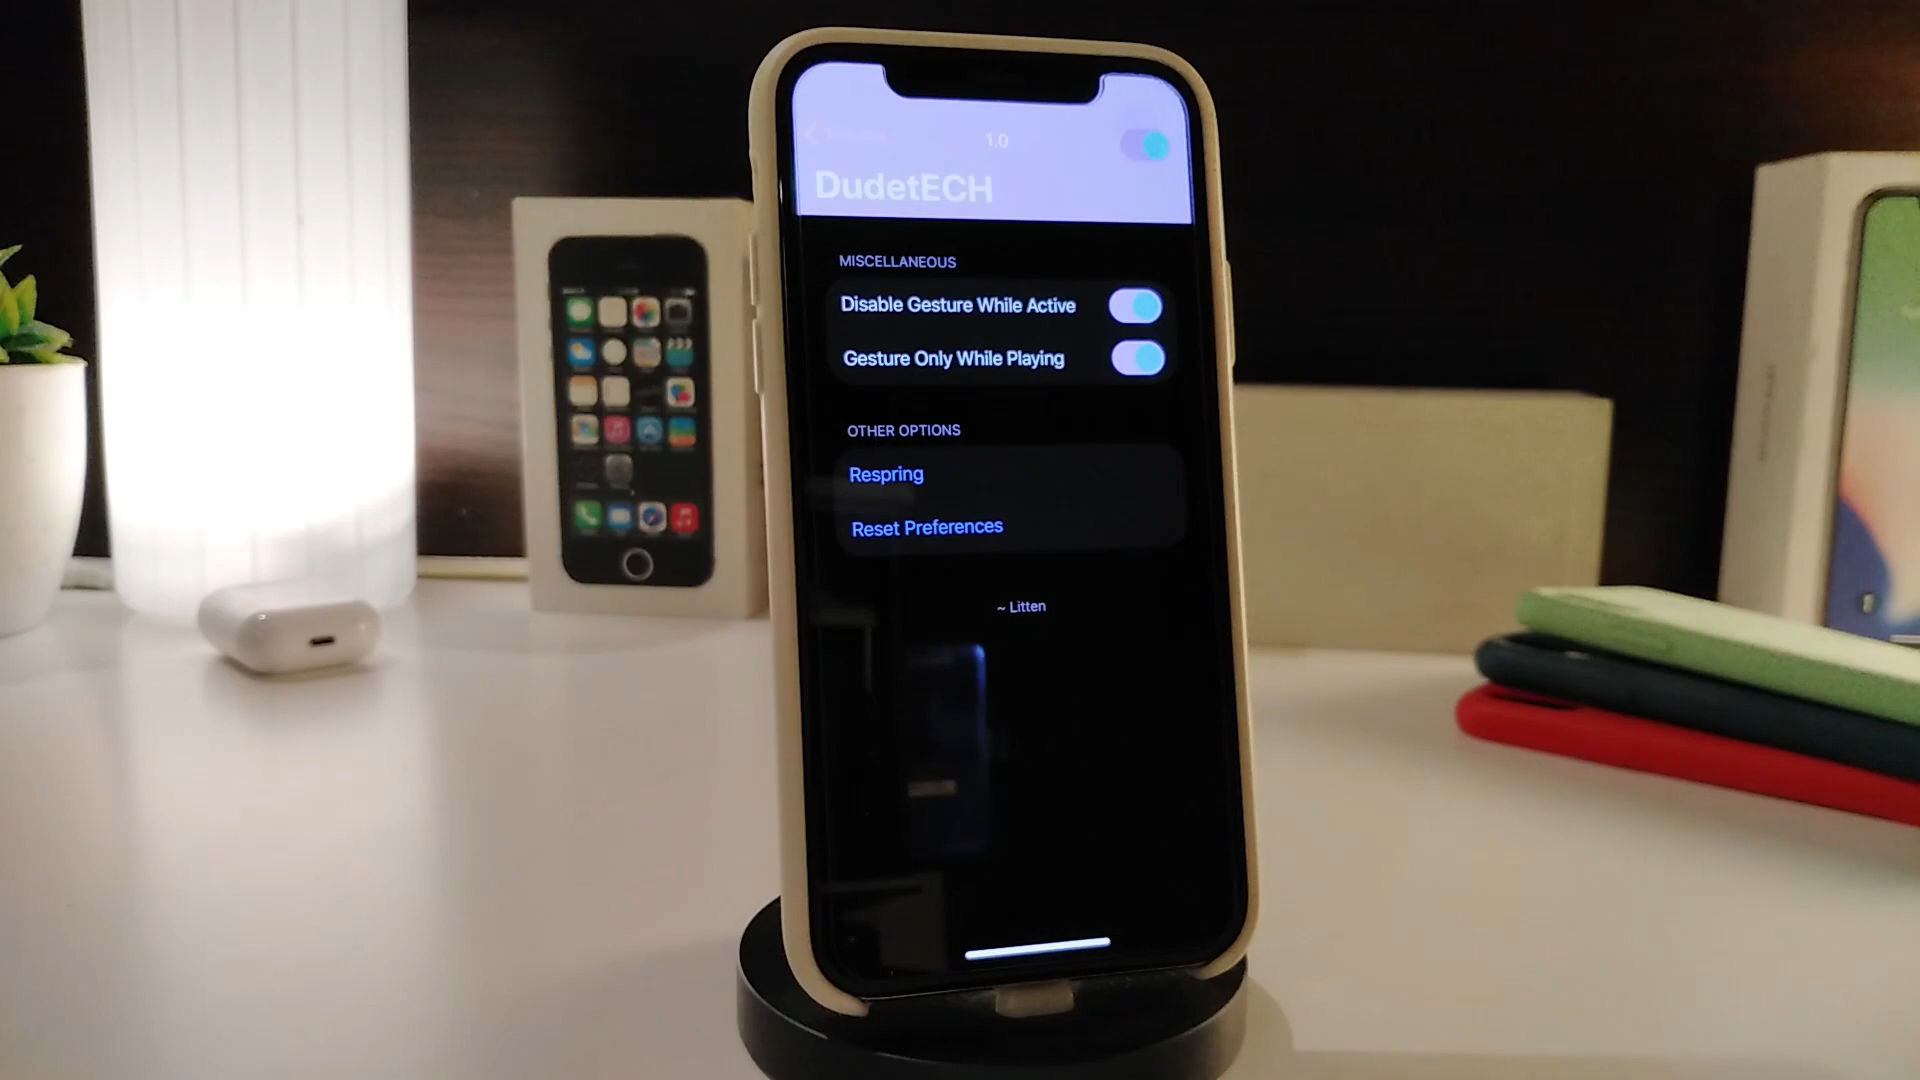 1.0
DudetECH
MISCELLANEOUS
Disable Gesture While Active
Gesture Only While Playing
OTHER OPTIONS
Respring
Reset Preferences
~ Litten